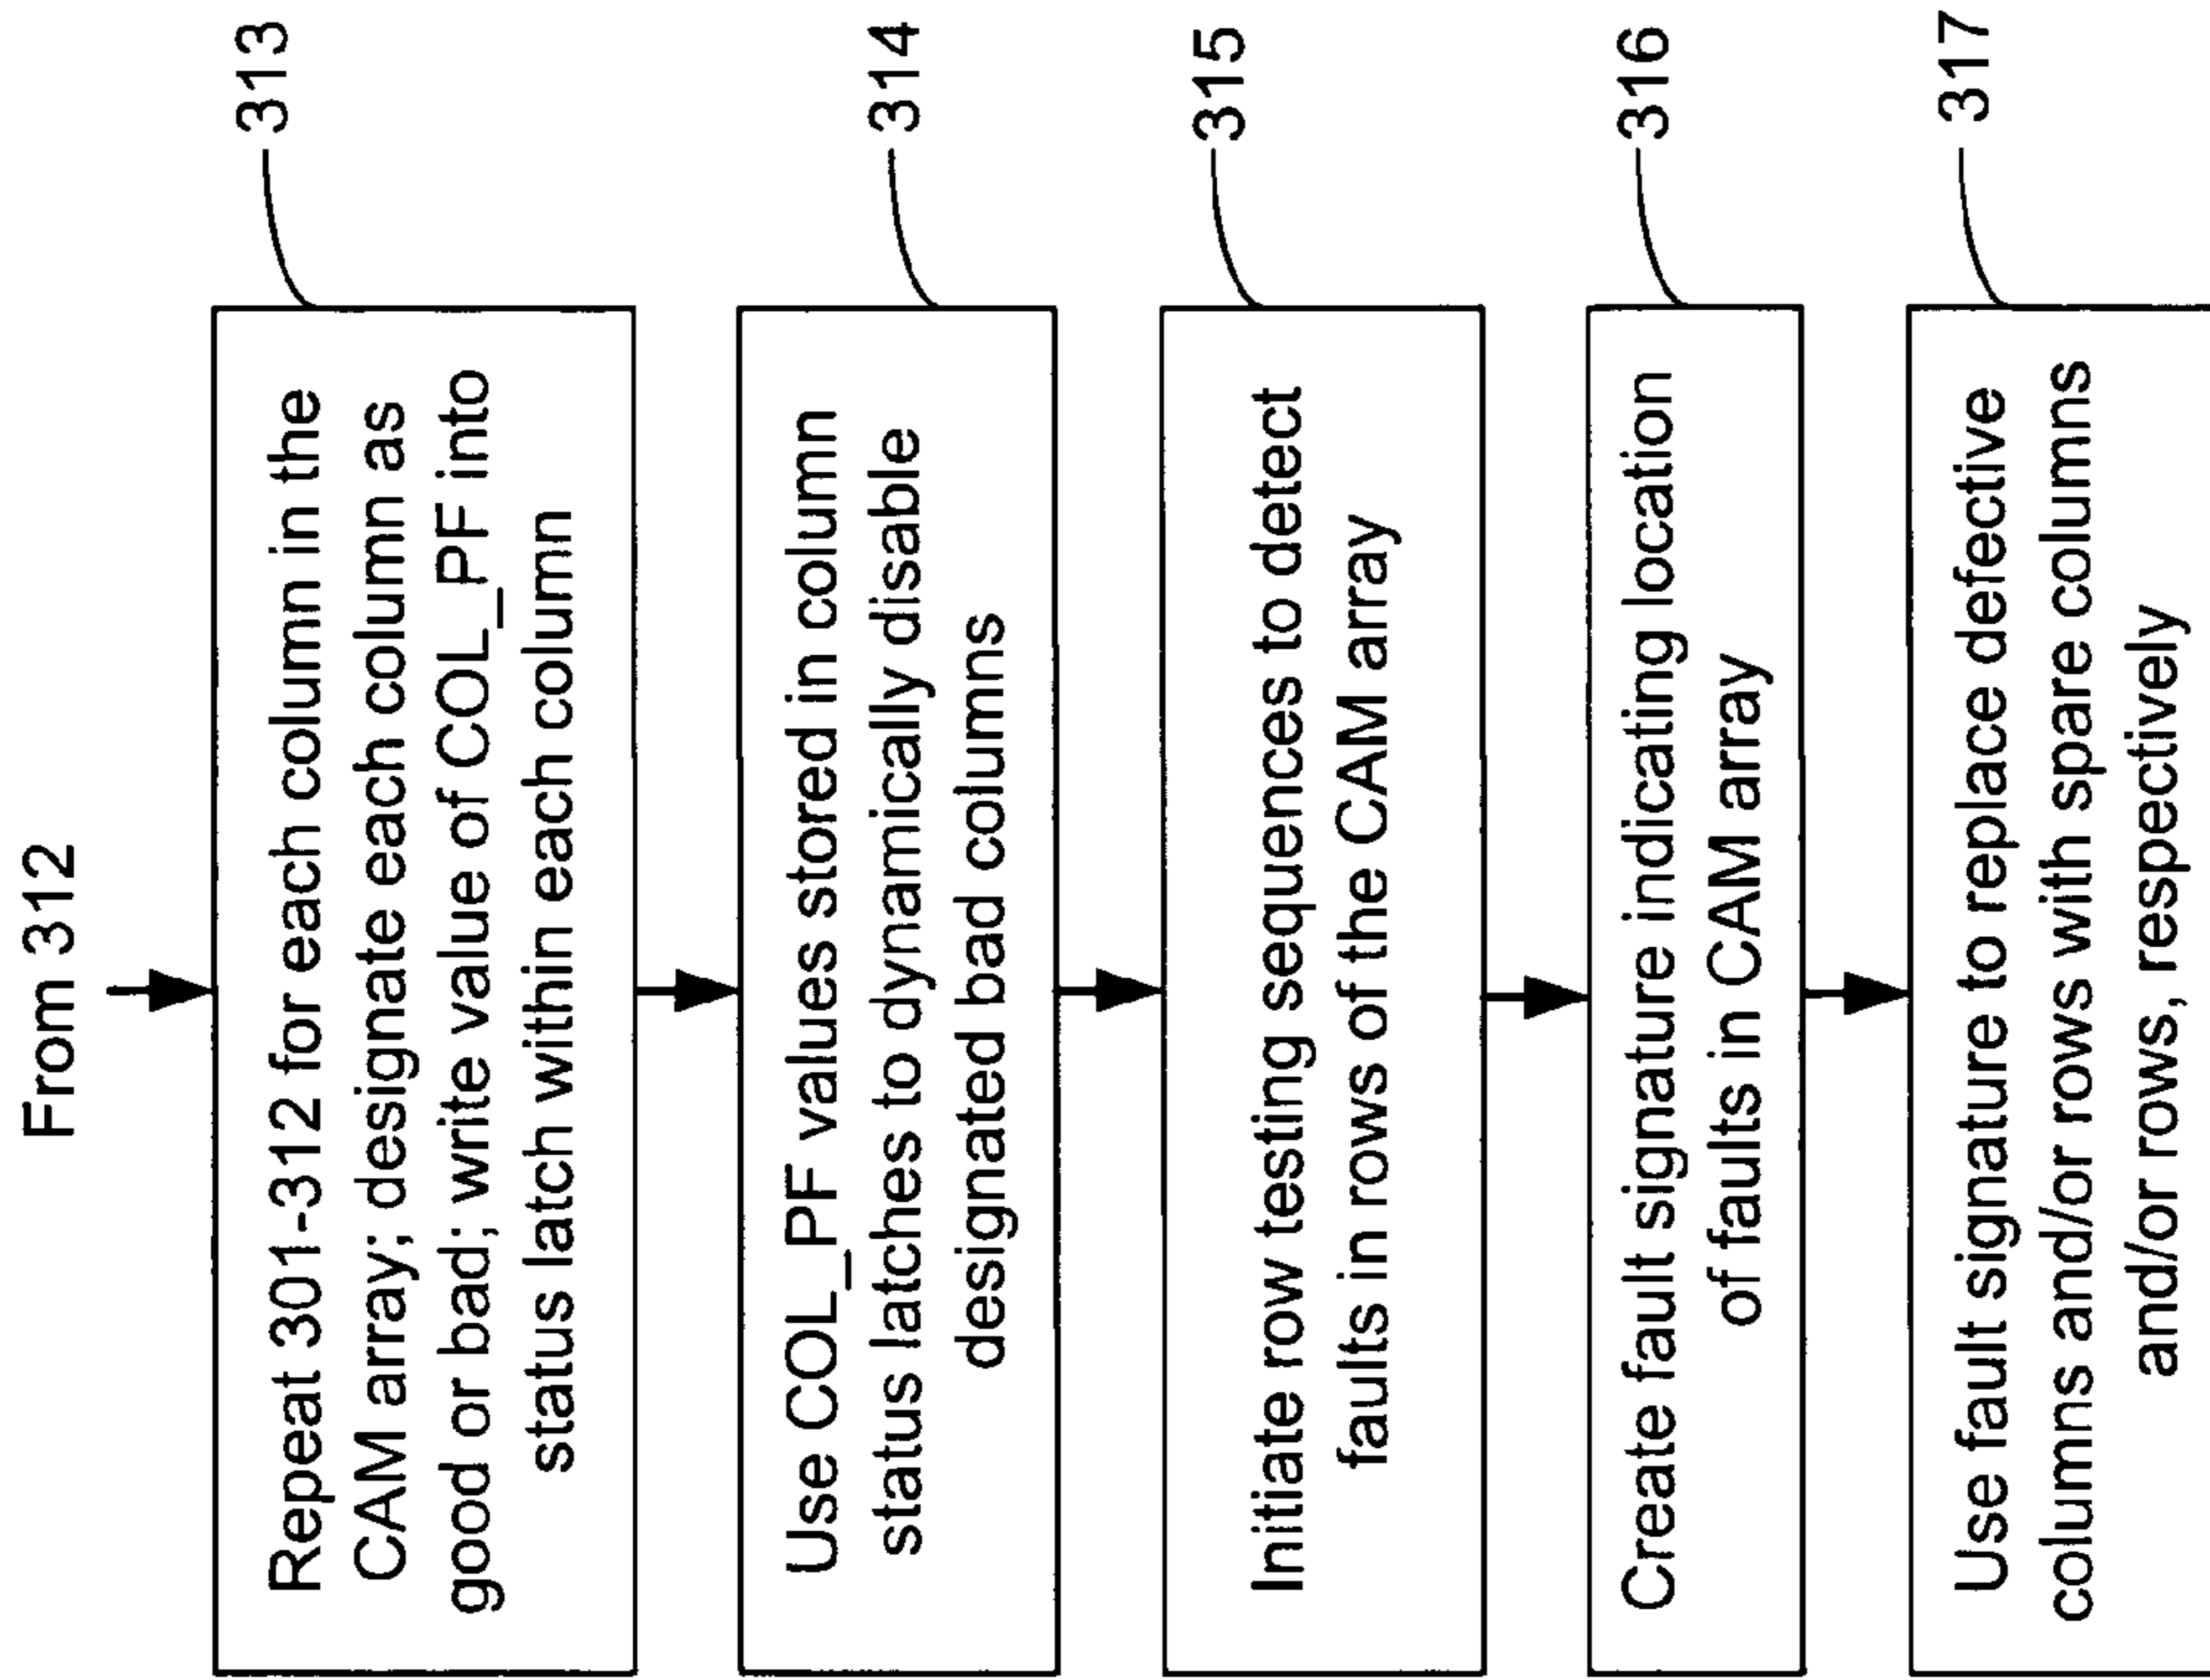 From 312
313
Repeat 301-312 for each column in the
CAM array; designate each column as
good or bad; write value of COL_PF into
status latch within each column
314
Use COL_PF values stored in column
status latches to dynamically disable
designated bad columns
315
Initiate row testing sequences to detect
faults in rows of the CAM array
316
Create fault signature indicating location
of faults in CAM array
317
Use fault signature to replace defective
columns and/or rows with spare columns
and/or rows, respectively